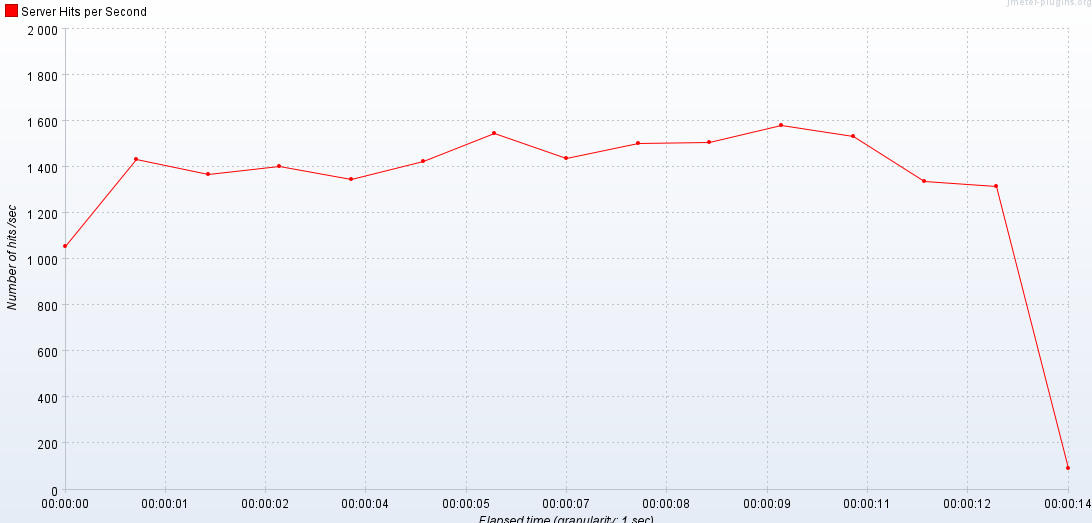 jmeter-plugins.org
Server Hits per Second
2 000
1 800
1 600
1 400
1 200
1 000
800
600
400
200
0
Number of hits /sec
00:00:00 00:00:01 00:00:02 00:00:04 00:00:05 00:00:07 00:00:08 00:00:09 00:00:11 00:00:12 00:00:14
Elapsed time (granularity: 1 sec)